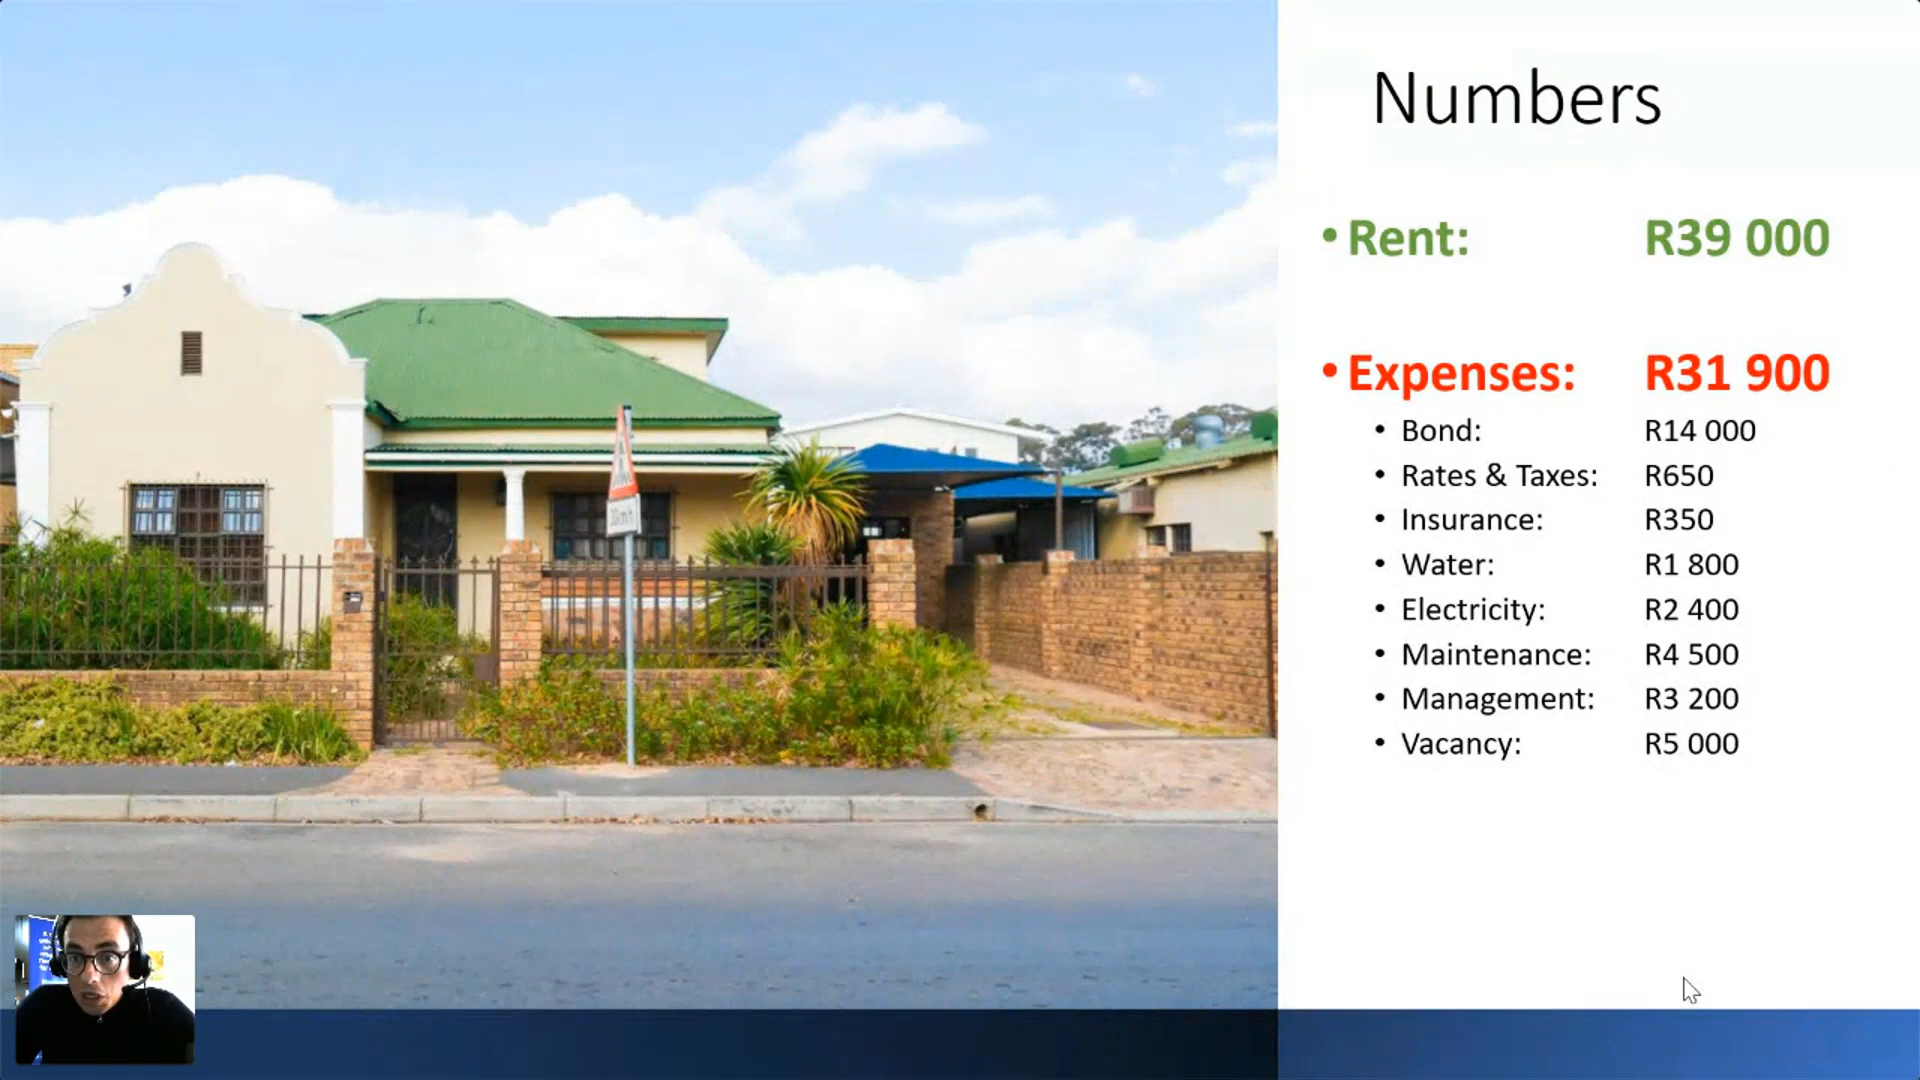 Numbers
• Rent: R39 000
• Expenses: R31 900
• Bond: R14 000
• Rates & Taxes: R650
• Insurance: R350
• Water: R1 800
• Electricity: R2 400
• Maintenance: R4 500
• Management: R3 200
• Vacancy: R5 000